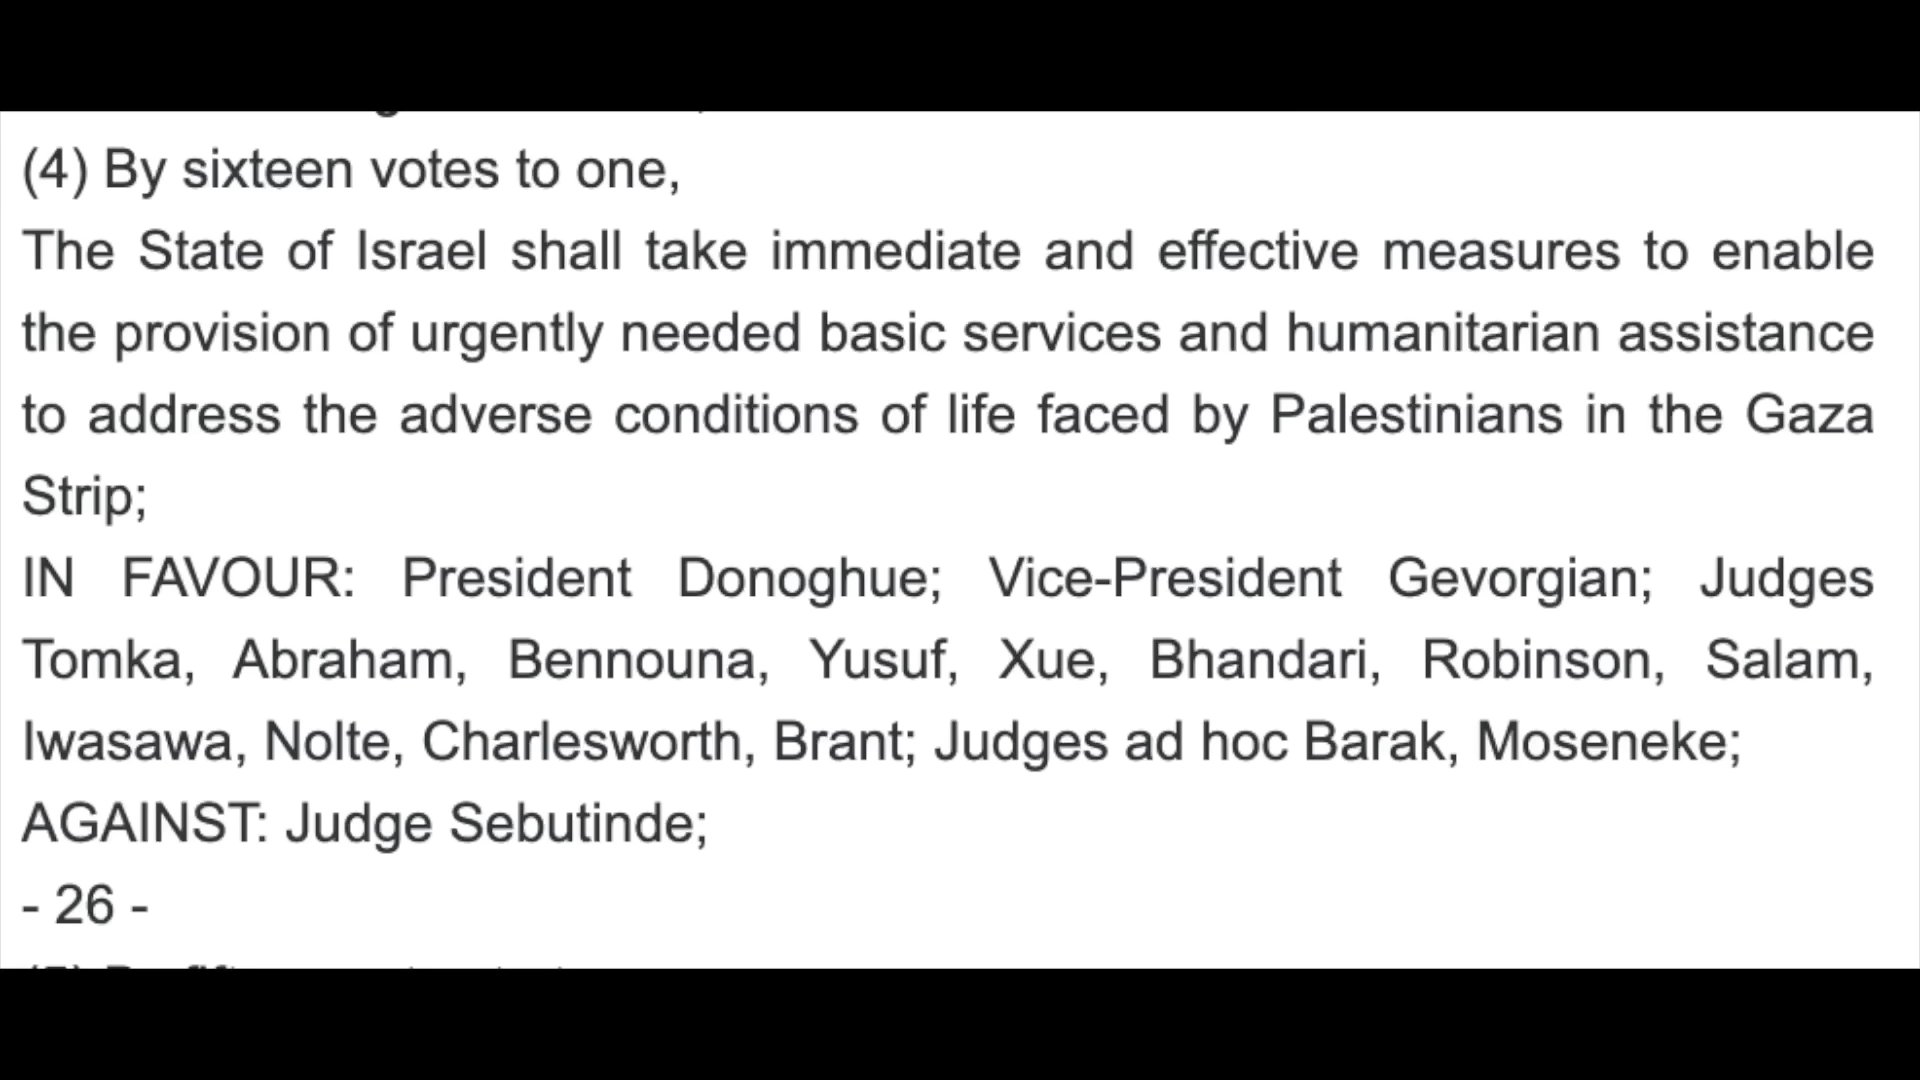 (4) By sixteen votes to one,
The State of Israel shall take immediate and effective measures to enable
the provision of urgently needed basic services and humanitarian assistance
to address the adverse conditions of life faced by Palestinians in the Gaza
Strip;
IN FAVOUR: President Donoghue; Vice-President Gevorgian; Judges
Tomka, Abraham, Bennouna, Yusuf, Xue, Bhandari, Robinson, Salam,
Iwasawa, Nolte, Charlesworth, Brant; Judges ad hoc Barak, Moseneke;
AGAINST: Judge Sebutinde;
- 26 -